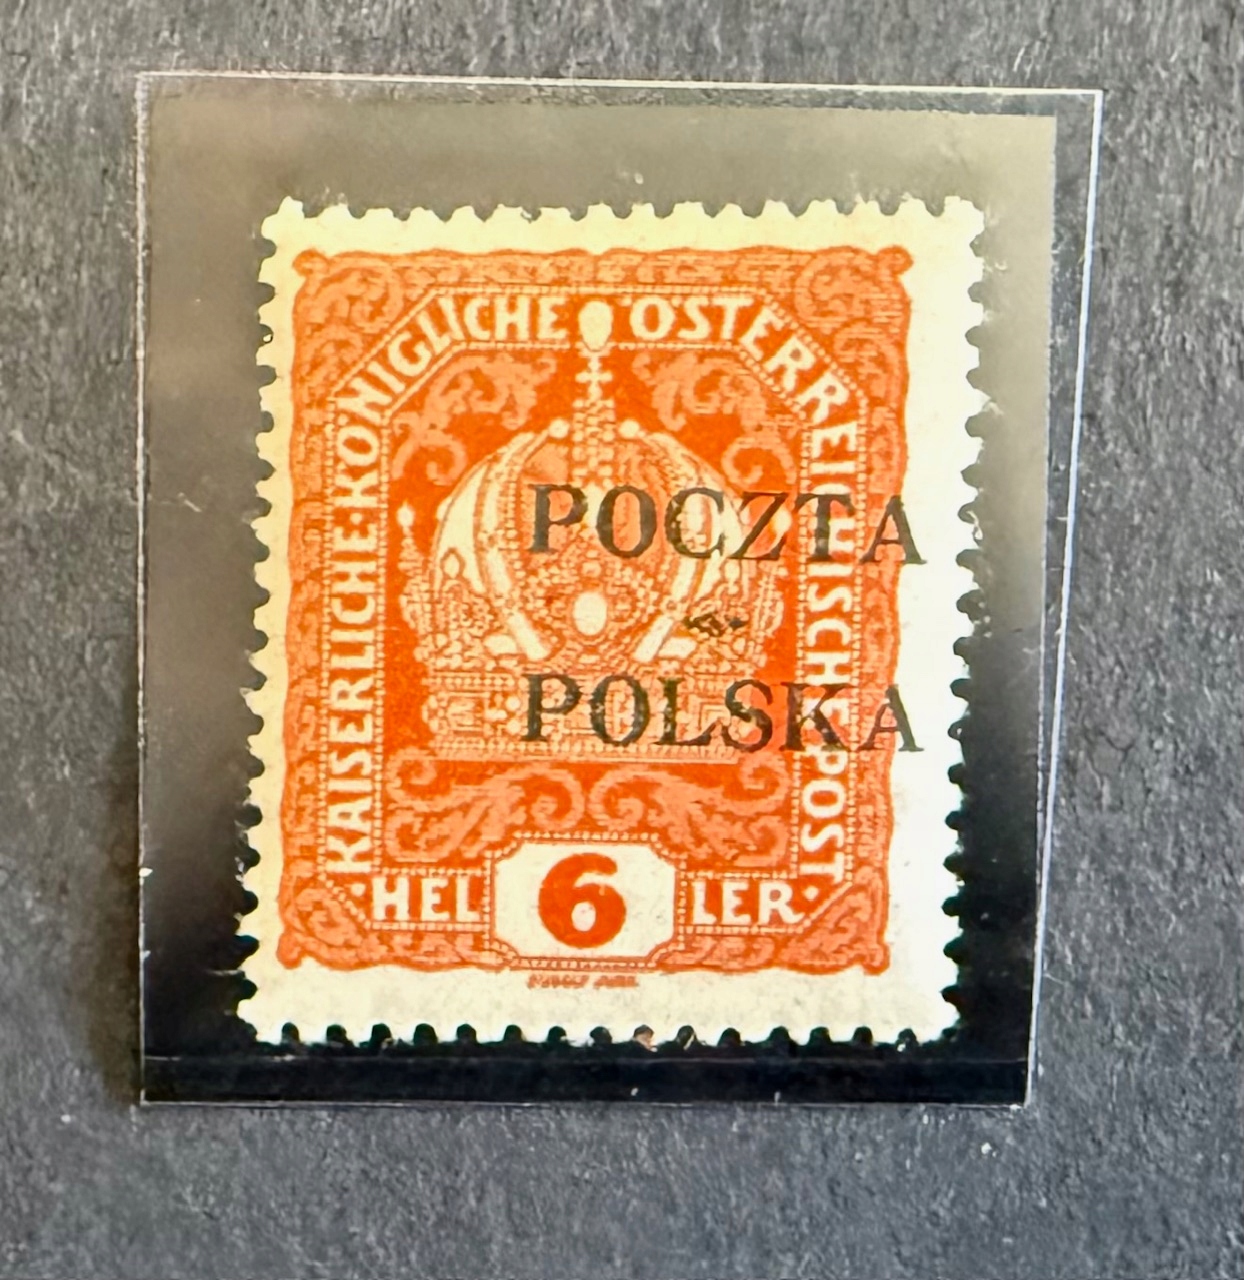 KAISERLICHE·KÖNIGLICHE ÖSTERREICHISCHE POST·
POCZTA
POLSKA
HEL 6 LER